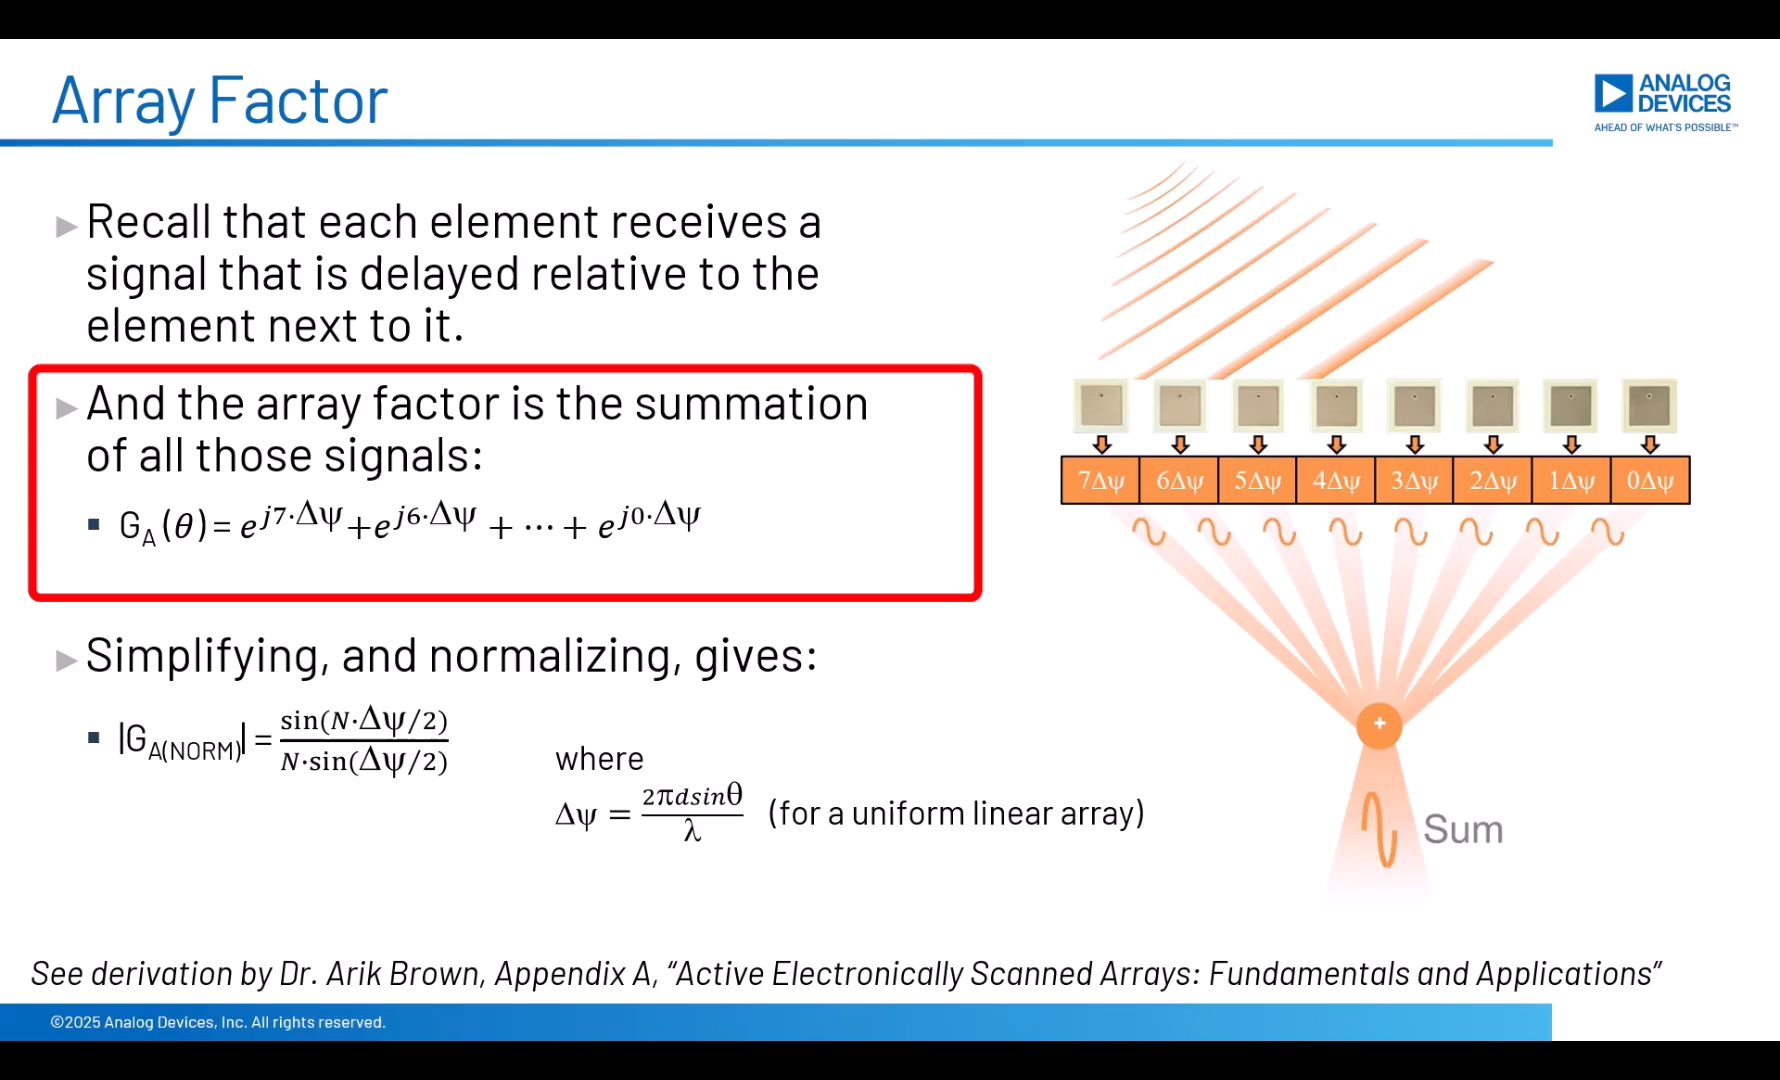 Array Factor
ANALOG
DEVICES
AHEAD OF WHAT'S POSSIBLE™
▶ Recall that each element receives a
signal that is delayed relative to the
element next to it.
▶ And the array factor is the summation
of all those signals:
▪ G_A(θ) = e^{j7·Δψ} + e^{j6·Δψ} + ⋯ + e^{j0·Δψ}
7Δψ 6Δψ 5Δψ 4Δψ 3Δψ 2Δψ 1Δψ 0Δψ
+
Sum
▶ Simplifying, and normalizing, gives:
▪ |G_{A(NORM)}| = sin(N·Δψ/2) / N·sin(Δψ/2)
where
Δψ = 2πdsinθ / λ (for a uniform linear array)
See derivation by Dr. Arik Brown, Appendix A, “Active Electronically Scanned Arrays: Fundamentals and Applications”
©2025 Analog Devices, Inc. All rights reserved.